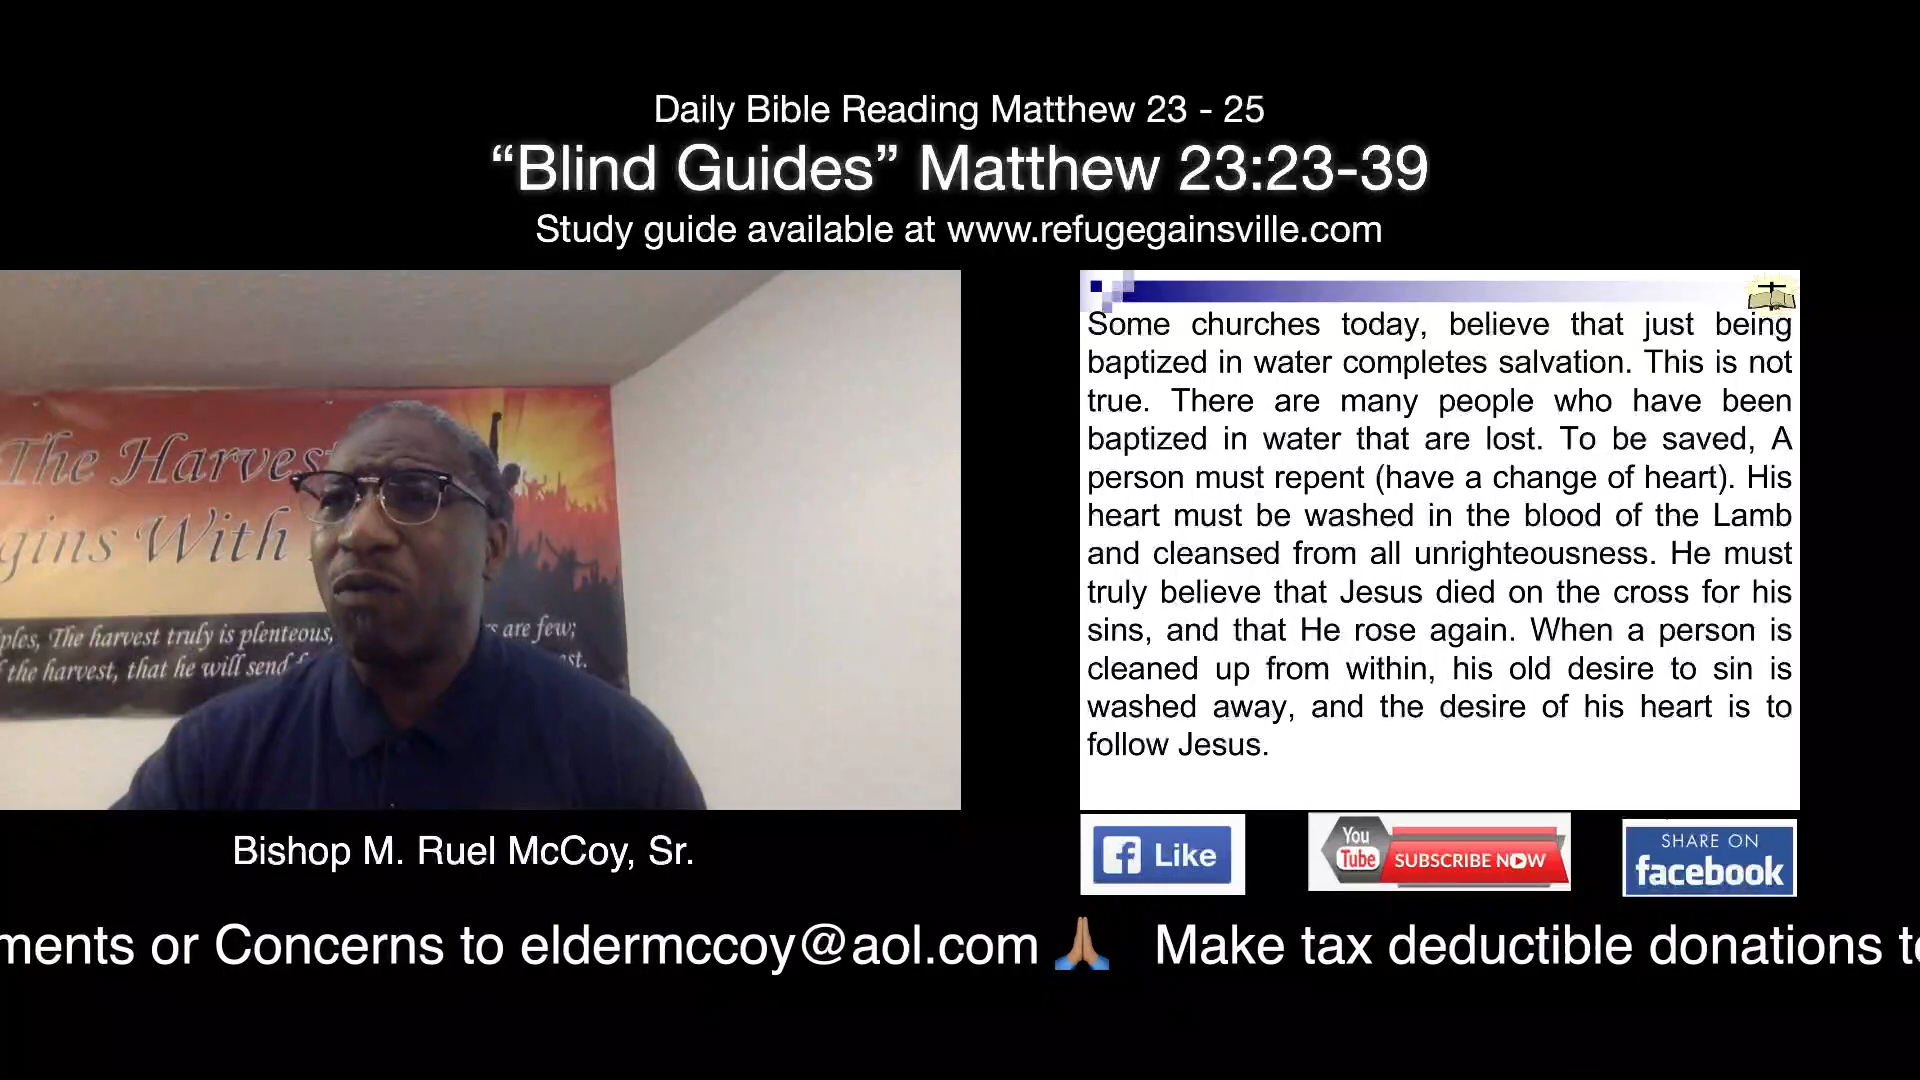 Daily Bible Reading Matthew 23 - 25
“Blind Guides” Matthew 23:23-39
Study guide available at www.refugegainsville.com
The Harvest
gins With
ples, The harvest truly is plenteous,
s are few;
f the harvest, that he will send
st.
Some churches today, believe that just being
baptized in water completes salvation. This is not
true. There are many people who have been
baptized in water that are lost. To be saved, A
person must repent (have a change of heart). His
heart must be washed in the blood of the Lamb
and cleansed from all unrighteousness. He must
truly believe that Jesus died on the cross for his
sins, and that He rose again. When a person is
cleaned up from within, his old desire to sin is
washed away, and the desire of his heart is to
follow Jesus.
Bishop M. Ruel McCoy, Sr.
f Like
You
Tube SUBSCRIBE NOW
SHARE ON
facebook
ments or Concerns to eldermccoy@aol.com 🙏🏽 Make tax deductible donations to